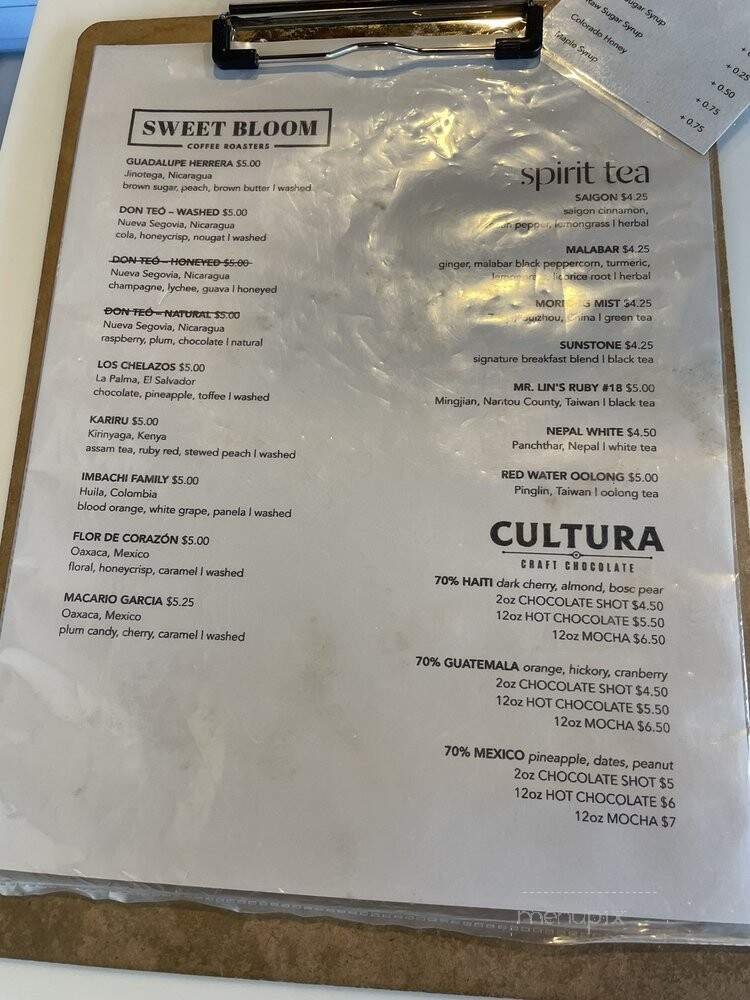 Sugar Syrup
Raw Sugar Syrup
Colorado Honey
Maple Syrup
+ 0.25
+ 0.50
+ 0.75
+ 0.75
SWEET BLOOM
COFFEE ROASTERS
GUADALUPE HERRERA $5.00
Jinotega, Nicaragua
brown sugar, peach, brown butter I washed
DON TEÓ – WASHED $5.00
Nueva Segovia, Nicaragua
cola, honeycrisp, nougat I washed
DON TEÓ – HONEYED $5.00
Nueva Segovia, Nicaragua
champagne, lychee, guava I honeyed
DON TEÓ – NATURAL $5.00
Nueva Segovia, Nicaragua
raspberry, plum, chocolate I natural
LOS CHELAZOS $5.00
La Palma, El Salvador
chocolate, pineapple, toffee I washed
KARIRU $5.00
Kirinyaga, Kenya
assam tea, ruby red, stewed peach I washed
IMBACHI FAMILY $5.00
Huila, Colombia
blood orange, white grape, panela I washed
FLOR DE CORAZÓN $5.00
Oaxaca, Mexico
floral, honeycrisp, caramel I washed
MACARIO GARCIA $5.25
Oaxaca, Mexico
plum candy, cherry, caramel I washed
spirit tea
SAIGON $4.25
saigon cinnamon,
pepper, lemongrass I herbal
MALABAR $4.25
ginger, malabar black peppercorn, turmeric,
licorice root I herbal
MIST $4.25
China I green tea
SUNSTONE $4.25
signature breakfast blend I black tea
MR. LIN'S RUBY #18 $5.00
Mingjian, Nantou County, Taiwan I black tea
NEPAL WHITE $4.50
Panchthar, Nepal I white tea
RED WATER OOLONG $5.00
Pinglin, Taiwan I oolong tea
CULTURA
CRAFT CHOCOLATE
70% HAITI dark cherry, almond, bosc pear
2oz CHOCOLATE SHOT $4.50
12oz HOT CHOCOLATE $5.50
12oz MOCHA $6.50
70% GUATEMALA orange, hickory, cranberry
2oz CHOCOLATE SHOT $4.50
12oz HOT CHOCOLATE $5.50
12oz MOCHA $6.50
70% MEXICO pineapple, dates, peanut
2oz CHOCOLATE SHOT $5
12oz HOT CHOCOLATE $6
12oz MOCHA $7
menupix